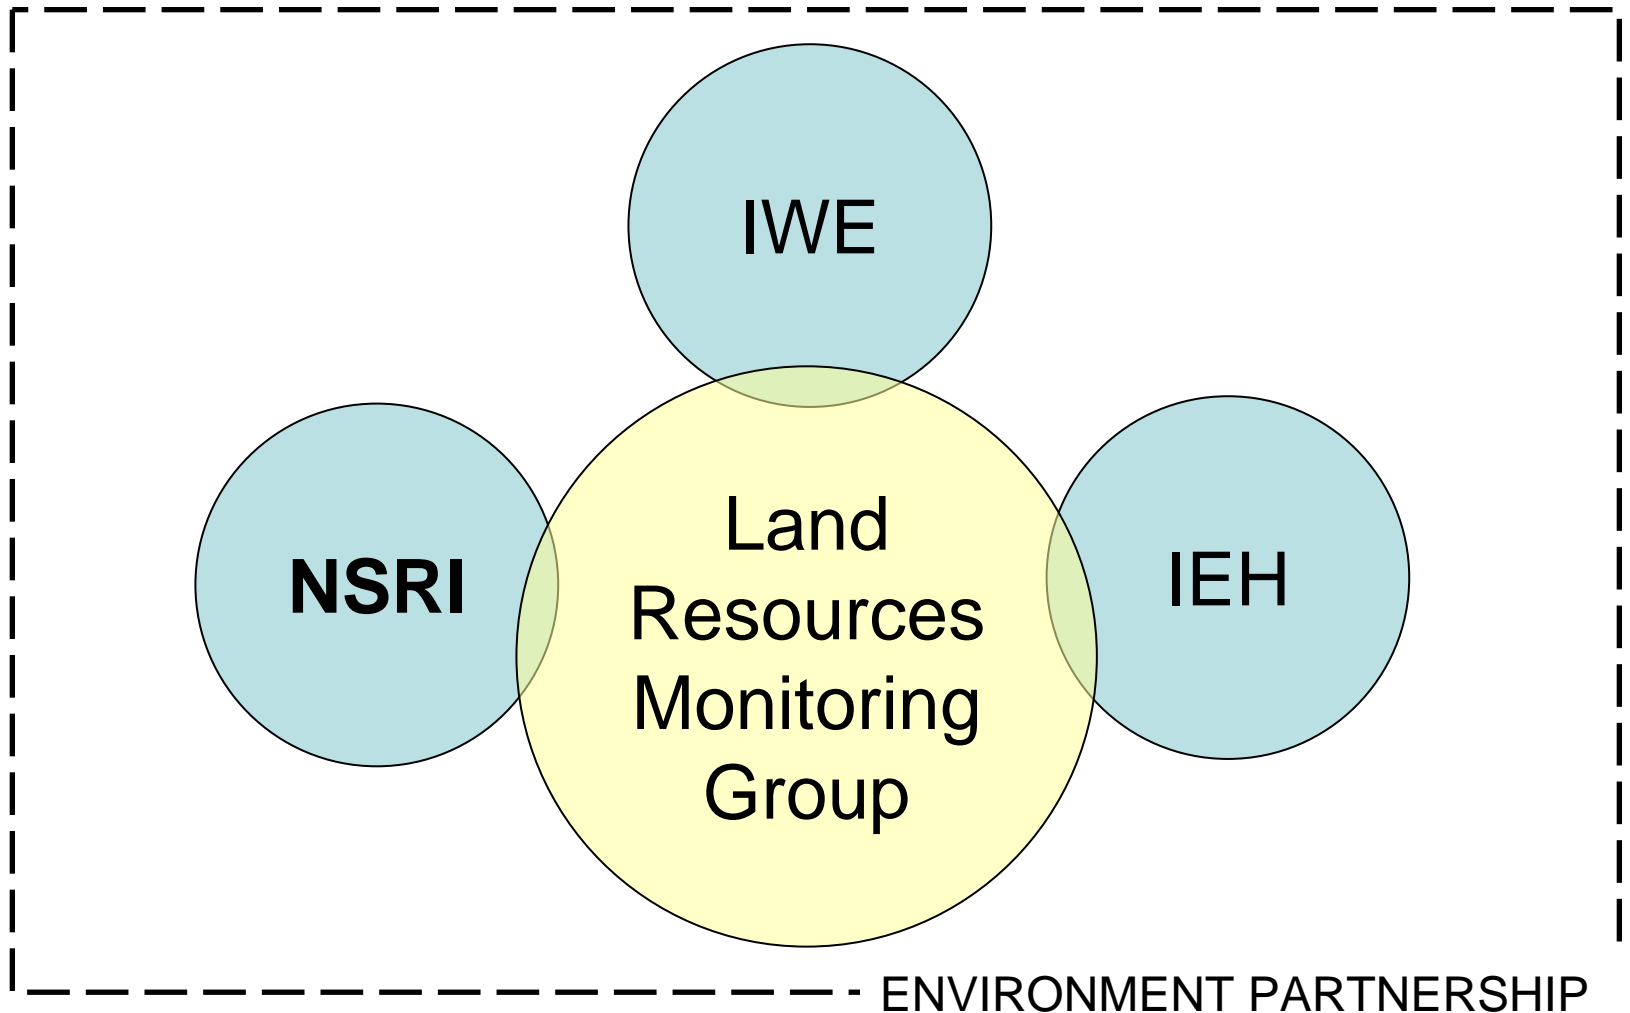 IWE
NSRI
Land
Resources
Monitoring
Group
IEH
ENVIRONMENT PARTNERSHIP